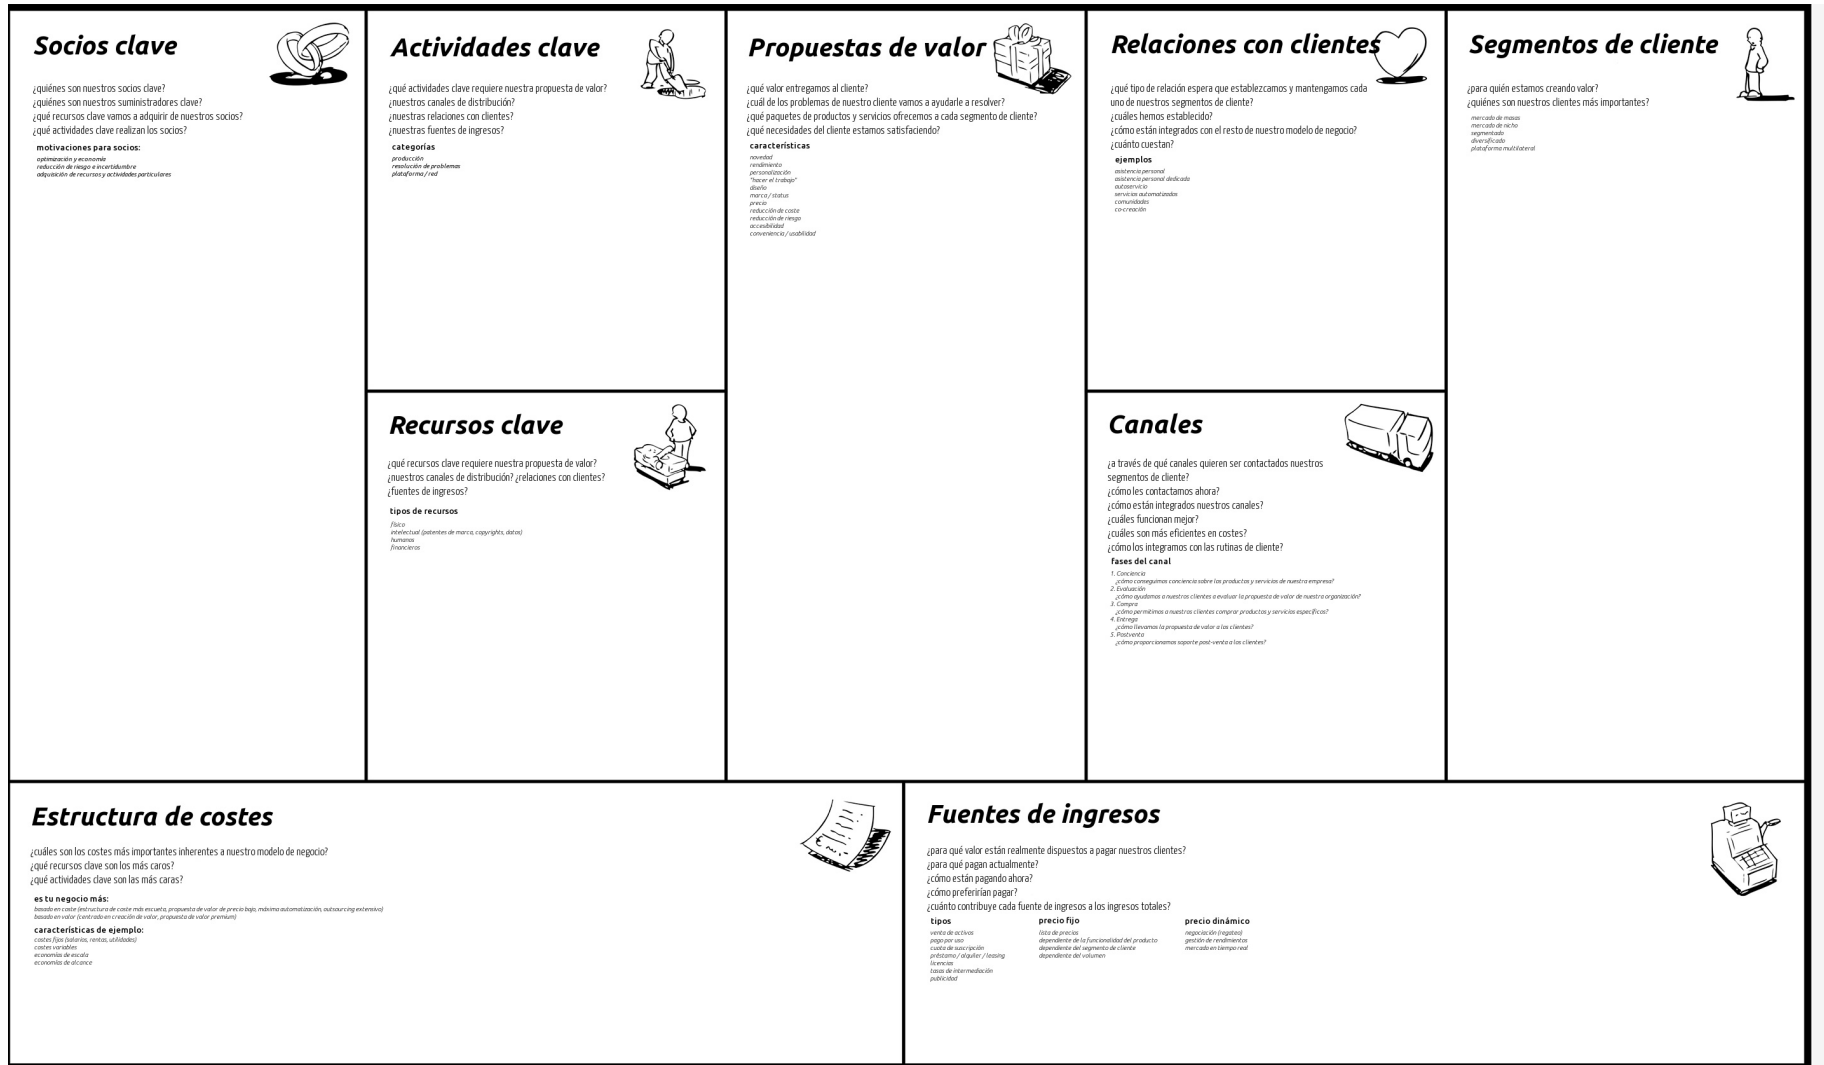 Socios clave
¿quiénes son nuestros socios clave?
¿quiénes son nuestros suministradores clave?
¿qué recursos clave vamos a adquirir de nuestros socios?
¿qué actividades clave realizan los socios?
motivaciones para socios:
optimización y economía
reducción de riesgo e incertidumbre
adquisición de recursos y actividades particulares
Actividades clave
¿qué actividades clave requiere nuestra propuesta de valor?
¿nuestros canales de distribución?
¿nuestras relaciones con clientes?
¿nuestras fuentes de ingresos?
categorías
producción
resolución de problemas
plataforma / red
Recursos clave
¿qué recursos clave requiere nuestra propuesta de valor?
¿nuestros canales de distribución? ¿relaciones con clientes?
¿fuentes de ingresos?
tipos de recursos
físico
intelectual (patentes de marca, copyrights, datos)
humanos
financieros
Propuestas de valor
¿qué valor entregamos al cliente?
¿cuál de los problemas de nuestro cliente vamos a ayudarle a resolver?
¿qué paquetes de productos y servicios ofrecemos a cada segmento de cliente?
¿qué necesidades del cliente estamos satisfaciendo?
características
novedad
rendimiento
personalización
"hacer el trabajo"
diseño
marca / status
precio
reducción de coste
reducción de riesgo
accesibilidad
conveniencia / usabilidad
Relaciones con clientes
¿qué tipo de relación espera que establezcamos y mantengamos cada
uno de nuestros segmentos de cliente?
¿cuáles hemos establecido?
¿cómo están integrados con el resto de nuestro modelo de negocio?
¿cuánto cuestan?
ejemplos
asistencia personal
asistencia personal dedicada
autoservicio
servicios automatizados
comunidades
co-creación
Canales
¿a través de qué canales quieren ser contactados nuestros
segmentos de cliente?
¿cómo les contactamos ahora?
¿cómo están integrados nuestros canales?
¿cuáles funcionan mejor?
¿cuáles son más eficientes en costes?
¿cómo los integramos con las rutinas de cliente?
fases del canal
1. Conciencia
¿cómo conseguimos conciencia sobre los productos y servicios de nuestra empresa?
2. Evaluación
¿cómo ayudamos a nuestros clientes a evaluar la propuesta de valor de nuestra organización?
3. Compra
¿cómo permitimos a nuestros clientes comprar productos y servicios específicos?
4. Entrega
¿cómo llevamos la propuesta de valor a los clientes?
5. Postventa
¿cómo proporcionamos soporte post-venta a los clientes?
Segmentos de cliente
¿para quién estamos creando valor?
¿quiénes son nuestros clientes más importantes?
mercado de masas
mercado de nicho
segmentado
diversificado
plataforma multilateral
Estructura de costes
¿cuáles son los costes más importantes inherentes a nuestro modelo de negocio?
¿qué recursos clave son los más caros?
¿qué actividades clave son las más caras?
es tu negocio más:
basado en coste (estructura de coste más escueta, propuesta de valor de precio bajo, máxima automatización, outsourcing extensivo)
basado en valor (centrado en creación de valor, propuesta de valor premium)
características de ejemplo:
costes fijos (salarios, rentas, utilidades)
costes variables
economías de escala
economías de alcance
Fuentes de ingresos
¿para qué valor están realmente dispuestos a pagar nuestros clientes?
¿para qué pagan actualmente?
¿cómo están pagando ahora?
¿cómo preferirían pagar?
¿cuánto contribuye cada fuente de ingresos a los ingresos totales?
tipos
venta de activos
pago por uso
cuota de suscripción
préstamo / alquiler / leasing
licencias
tasas de intermediación
publicidad
precio fijo
lista de precios
dependiente de la funcionalidad del producto
dependiente del segmento de cliente
dependiente del volumen
precio dinámico
negociación (regateo)
gestión de rendimientos
mercado en tiempo real